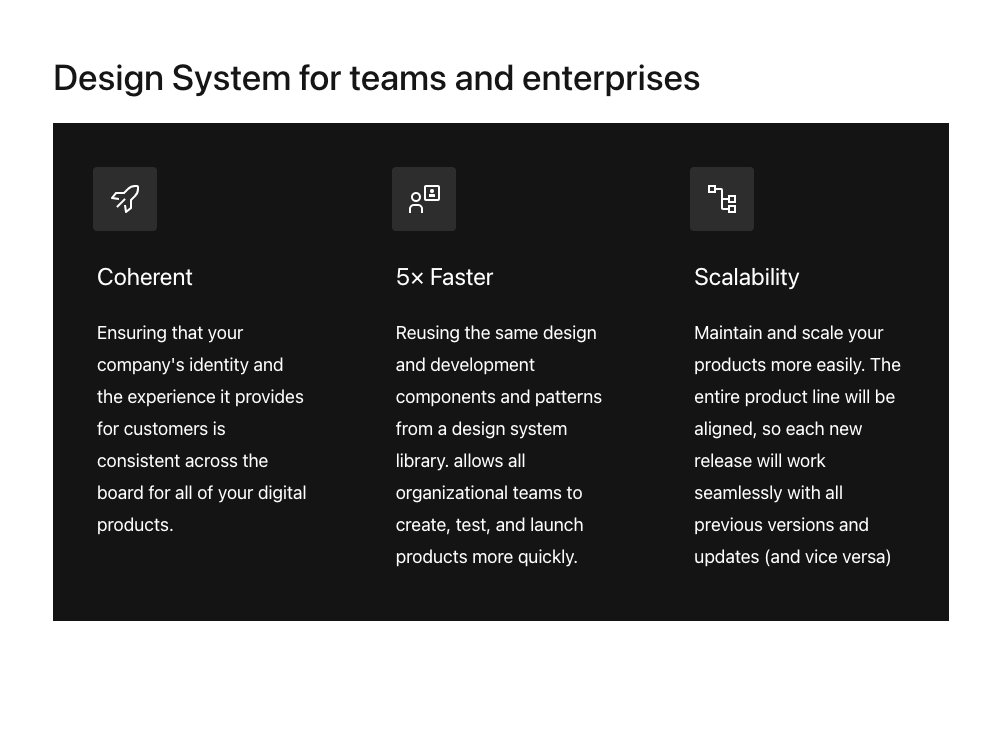 Design System for teams and enterprises
Coherent
Ensuring that your
company's identity and
the experience it provides
for customers is
consistent across the
board for all of your digital
products.
5× Faster
Reusing the same design
and development
components and patterns
from a design system
library. allows all
organizational teams to
create, test, and launch
products more quickly.
Scalability
Maintain and scale your
products more easily. The
entire product line will be
aligned, so each new
release will work
seamlessly with all
previous versions and
updates (and vice versa)